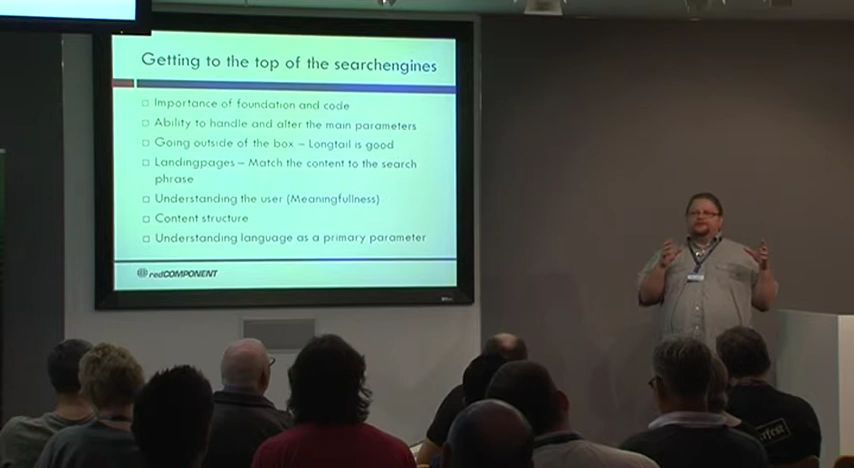 Getting to the top of the searchengines
Importance of foundation and code
Ability to handle and alter the main parameters
Going outside of the box – Longtail is good
Landingpages – Match the content to the search
phrase
Understanding the user (Meaningfullness)
Content structure
Understanding language as a primary parameter
redCOMPONENT